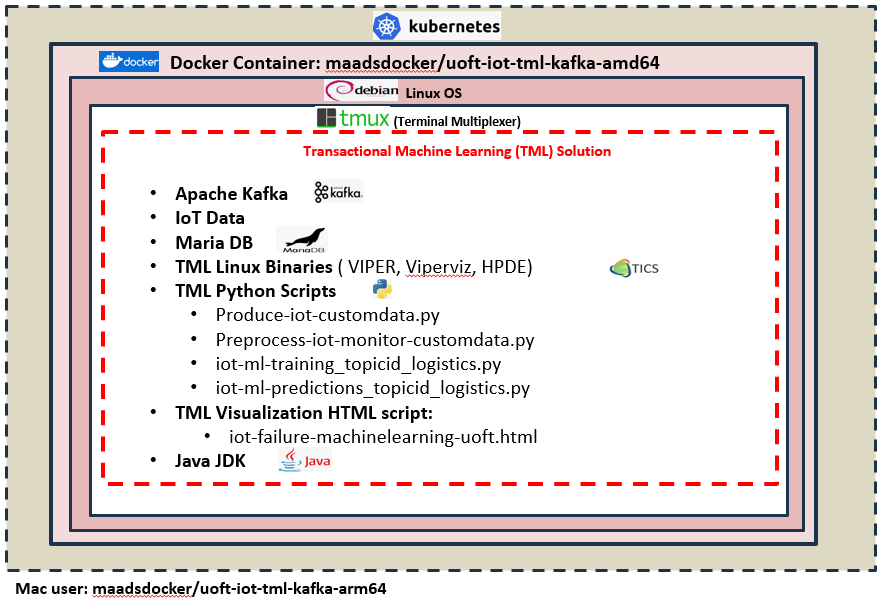 kubernetes
docker Docker Container: maadsdocker/uoft-iot-tml-kafka-amd64
debian Linux OS
tmux (Terminal Multiplexer)
Transactional Machine Learning (TML) Solution
• Apache Kafka kafka
• IoT Data
• Maria DB MariaDB
• TML Linux Binaries ( VIPER, Viperviz, HPDE) TICS
• TML Python Scripts
• Produce-iot-customdata.py
• Preprocess-iot-monitor-customdata.py
• iot-ml-training_topicid_logistics.py
• iot-ml-predictions_topicid_logistics.py
• TML Visualization HTML script:
• iot-failure-machinelearning-uoft.html
• Java JDK Java
Mac user: maadsdocker/uoft-iot-tml-kafka-arm64